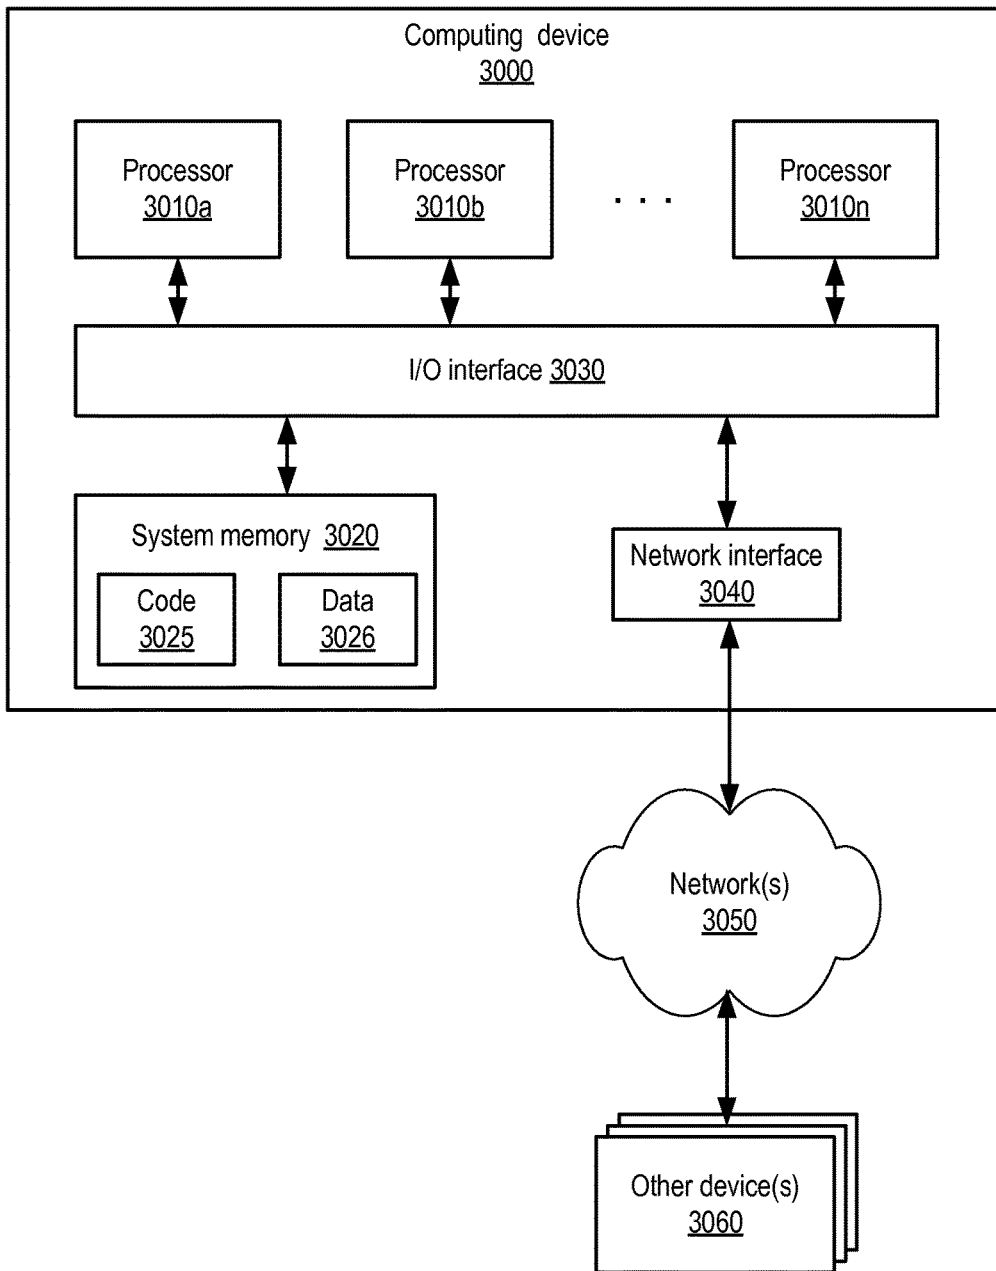 Computing device
3000
Processor
3010a
Processor
3010b
. . .
Processor
3010n
I/O interface 3030
System memory 3020
Code
3025
Data
3026
Network interface
3040
Network(s)
3050
Other device(s)
3060